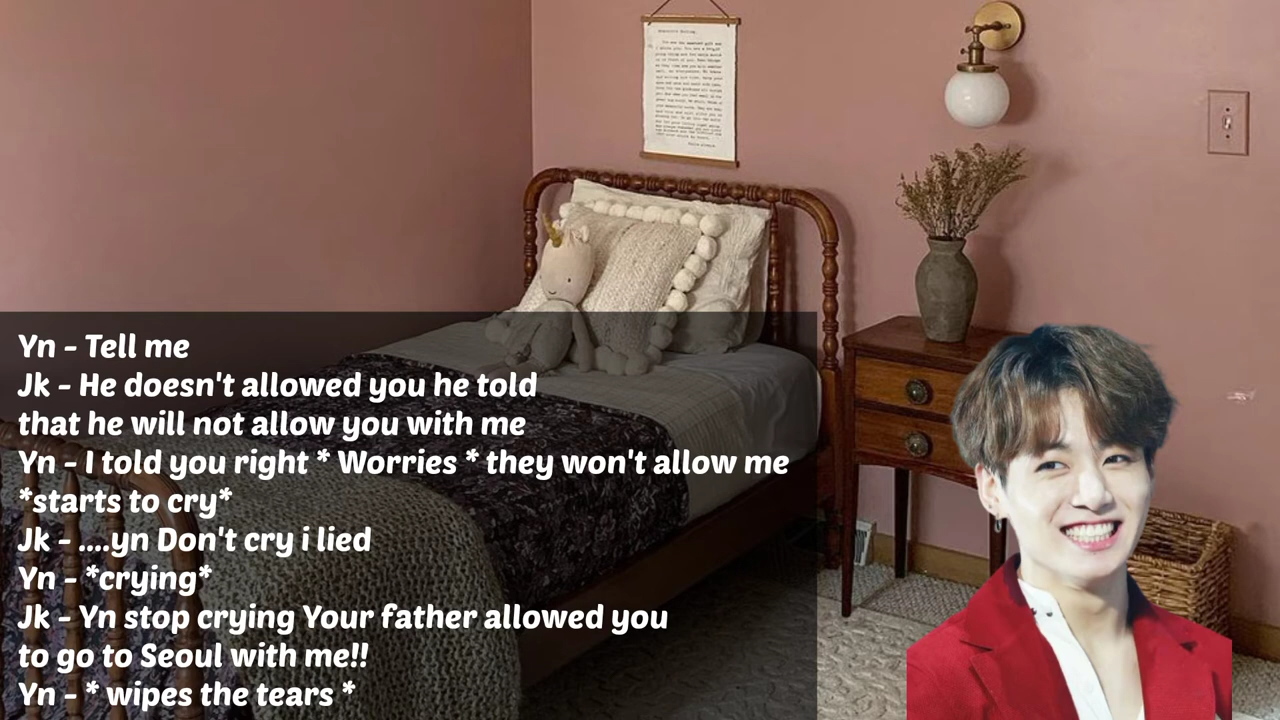 Yn - Tell me
Jk - He doesn't allowed you he told
that he will not allow you with me
Yn - I told you right * Worries * they won't allow me
*starts to cry*
Jk - ....yn Don't cry i lied
Yn - *crying*
Jk - Yn stop crying Your father allowed you
to go to Seoul with me!!
Yn - * wipes the tears *